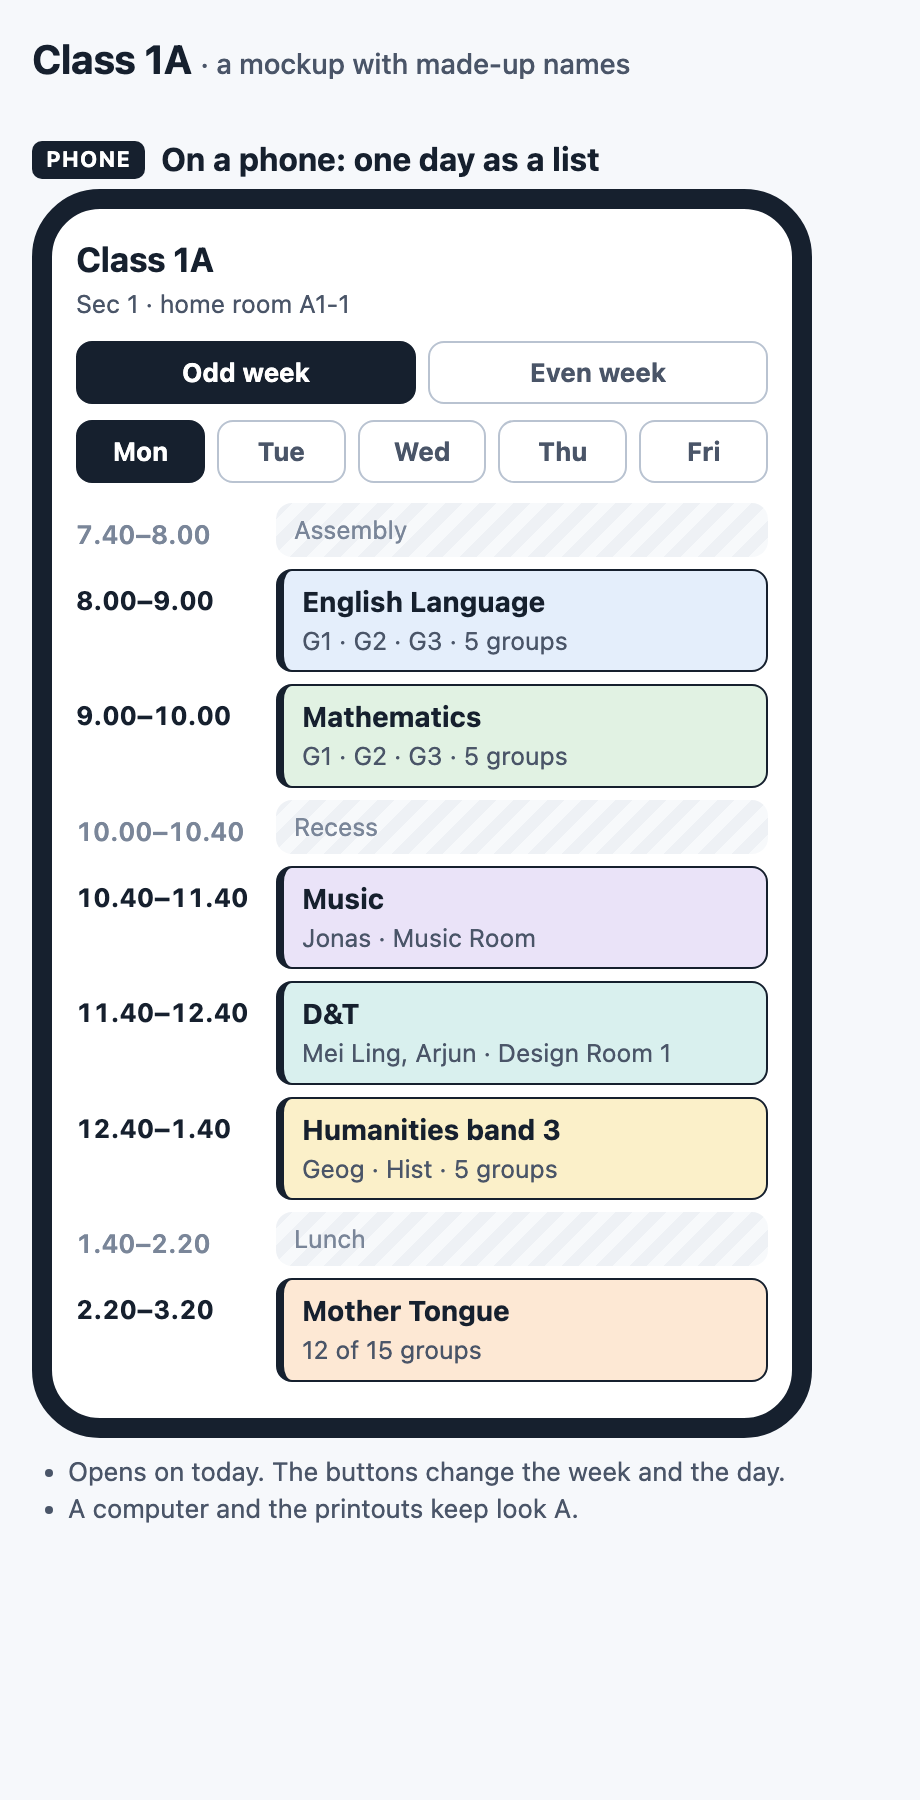 Class 1A · a mockup with made-up names
PHONE On a phone: one day as a list
Class 1A
Sec 1 · home room A1-1
Odd week Even week
Mon Tue Wed Thu Fri
7.40–8.00 Assembly
8.00–9.00 English Language
G1 · G2 · G3 · 5 groups
9.00–10.00 Mathematics
G1 · G2 · G3 · 5 groups
10.00–10.40 Recess
10.40–11.40 Music
Jonas · Music Room
11.40–12.40 D&T
Mei Ling, Arjun · Design Room 1
12.40–1.40 Humanities band 3
Geog · Hist · 5 groups
1.40–2.20 Lunch
2.20–3.20 Mother Tongue
12 of 15 groups
• Opens on today. The buttons change the week and the day.
• A computer and the printouts keep look A.